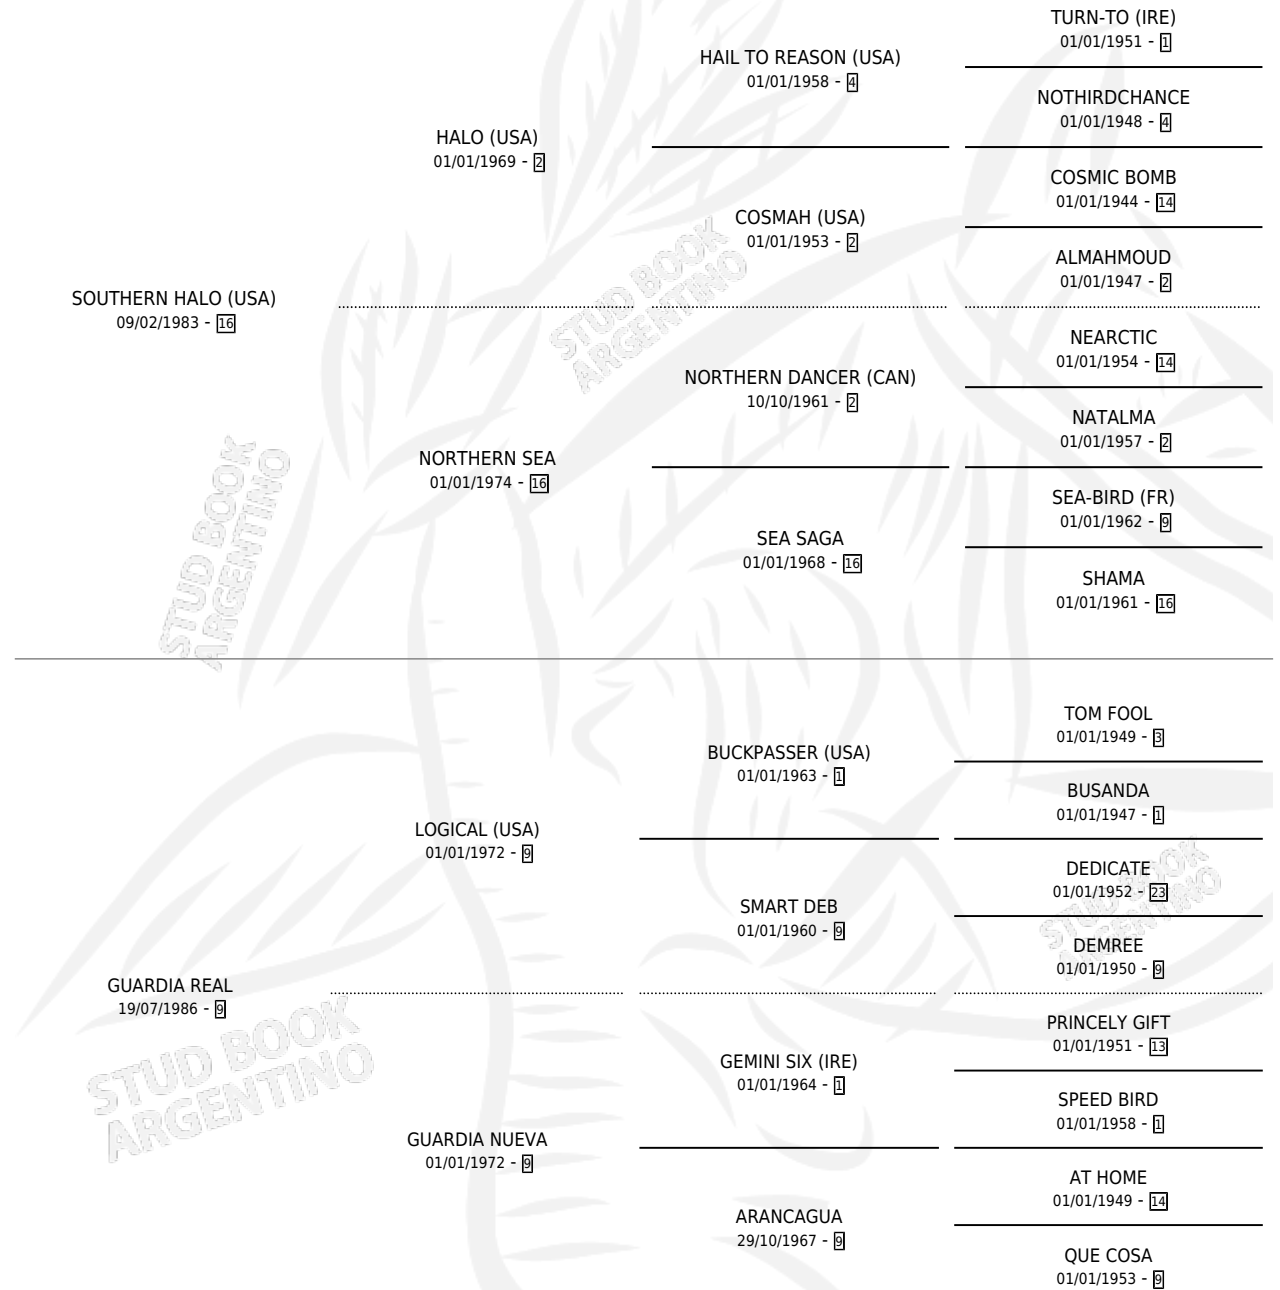 TURN-TO (IRE)
01/01/1951 - 1
HAIL TO REASON (USA)
01/01/1958 - 4
NOTHIRDCHANCE
01/01/1948 - 4
HALO (USA)
01/01/1969 - 2
COSMIC BOMB
01/01/1944 - 14
COSMAH (USA)
01/01/1953 - 2
ALMAHMOUD
01/01/1947 - 2
SOUTHERN HALO (USA)
09/02/1983 - 16
STUD BOOK
ARGENTINO
NEARCTIC
01/01/1954 - 14
NORTHERN DANCER (CAN)
10/10/1961 - 2
NATALMA
01/01/1957 - 2
NORTHERN SEA
01/01/1974 - 16
SEA-BIRD (FR)
01/01/1962 - 9
SEA SAGA
01/01/1968 - 16
SHAMA
01/01/1961 - 16
STUD BOOK
ARGENTINO
TOM FOOL
01/01/1949 - 3
BUCKPASSER (USA)
01/01/1963 - 1
BUSANDA
01/01/1947 - 1
LOGICAL (USA)
01/01/1972 - 9
DEDICATE
01/01/1952 - 23
SMART DEB
01/01/1960 - 9
STUD BOOK
ARGENTINO
DEMREE
01/01/1950 - 9
GUARDIA REAL
19/07/1986 - 9
PRINCELY GIFT
01/01/1951 - 13
STUD BOOK
ARGENTINO
GEMINI SIX (IRE)
01/01/1964 - 1
SPEED BIRD
01/01/1958 - 1
GUARDIA NUEVA
01/01/1972 - 9
AT HOME
01/01/1949 - 14
ARANCAGUA
29/10/1967 - 9
QUE COSA
01/01/1953 - 9